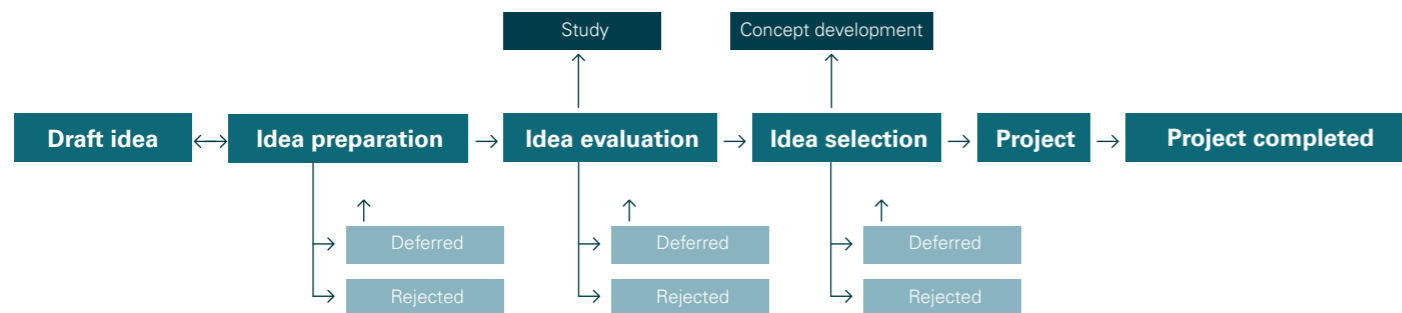 Study
Concept development
Draft idea
Idea preparation
Idea evaluation
Idea selection
Project
Project completed
Deferred
Deferred
Deferred
Rejected
Rejected
Rejected